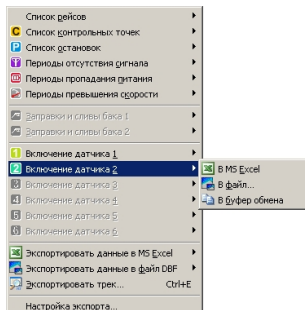 Список рейсов
Список контрольных точек
Список остановок
Периоды отсутствия сигнала
Периоды пропадания питания
Периоды превышения скорости
Заправки и сливы бака 1
Заправки и сливы бака 2
Включение датчика 1
Включение датчика 2
В MS Excel
Включение датчика 3
В файл...
Включение датчика 4
В буфер обмена
Включение датчика 5
Включение датчика 6
Экспортировать данные в MS Excel
Экспортировать данные в файл DBF
Экспортировать трек... Ctrl+E
Настройка экспорта...